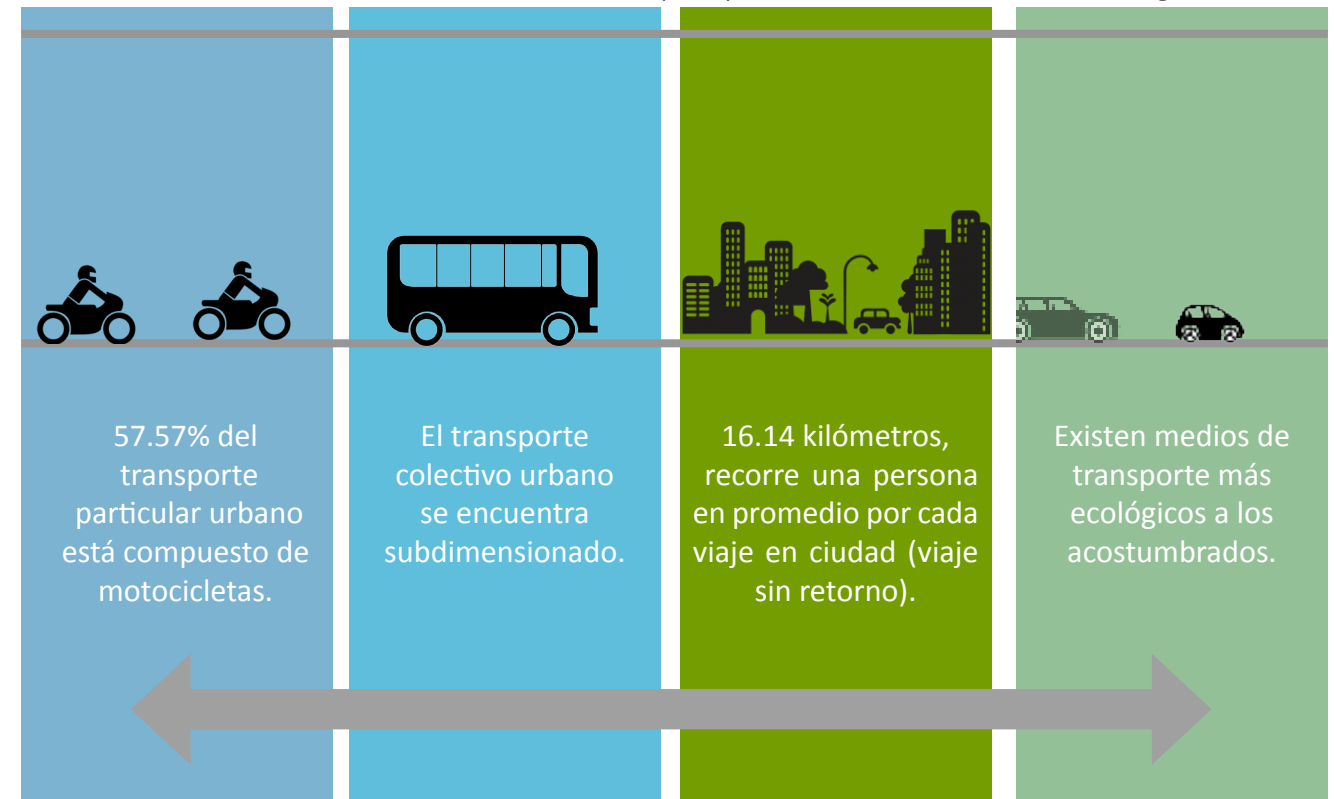 57.57% del
transporte
particular urbano
está compuesto de
motocicletas.
El transporte
colectivo urbano
se encuentra
subdimensionado.
16.14 kilómetros,
recorre una persona
en promedio por cada
viaje en ciudad (viaje
sin retorno).
Existen medios de
transporte más
ecológicos a los
acostumbrados.